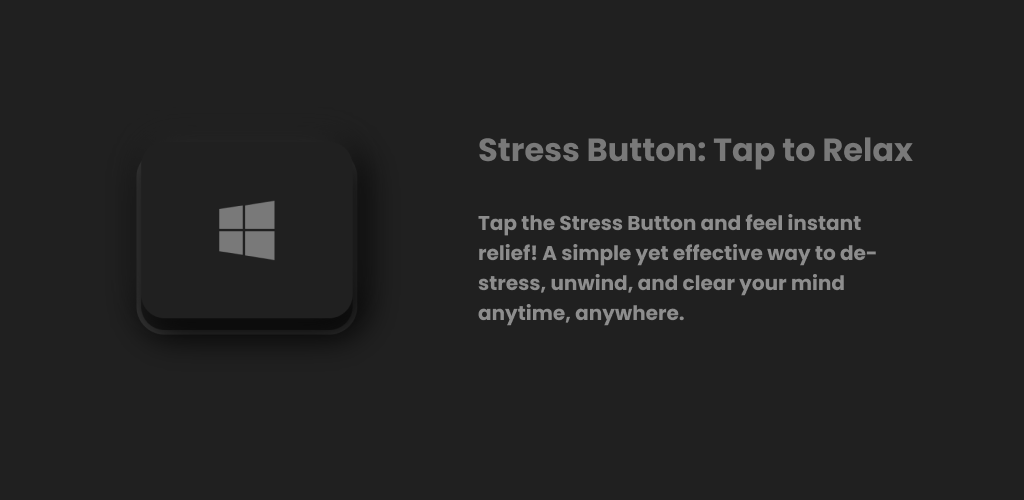 Stress Button: Tap to Relax
Tap the Stress Button and feel instant
relief! A simple yet effective way to de-
stress, unwind, and clear your mind
anytime, anywhere.